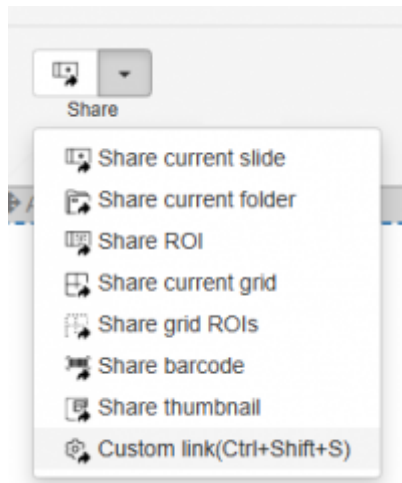 Share
Share current slide
Share current folder
Share ROI
Share current grid
Share grid ROIs
Share barcode
Share thumbnail
Custom link(Ctrl+Shift+S)